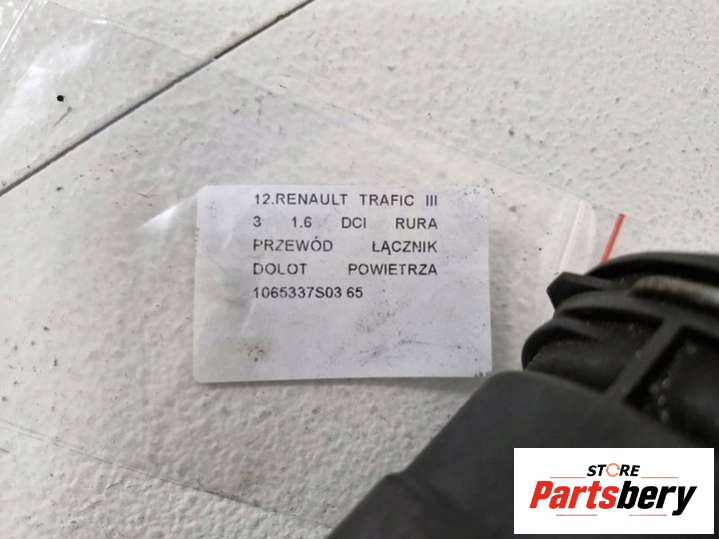 12.RENAULT TRAFIC III
3 1.6 DCI RURA
PRZEWÓD ŁĄCZNIK
DOLOT POWIETRZA
1065337S03 65
STORE
Partsbery